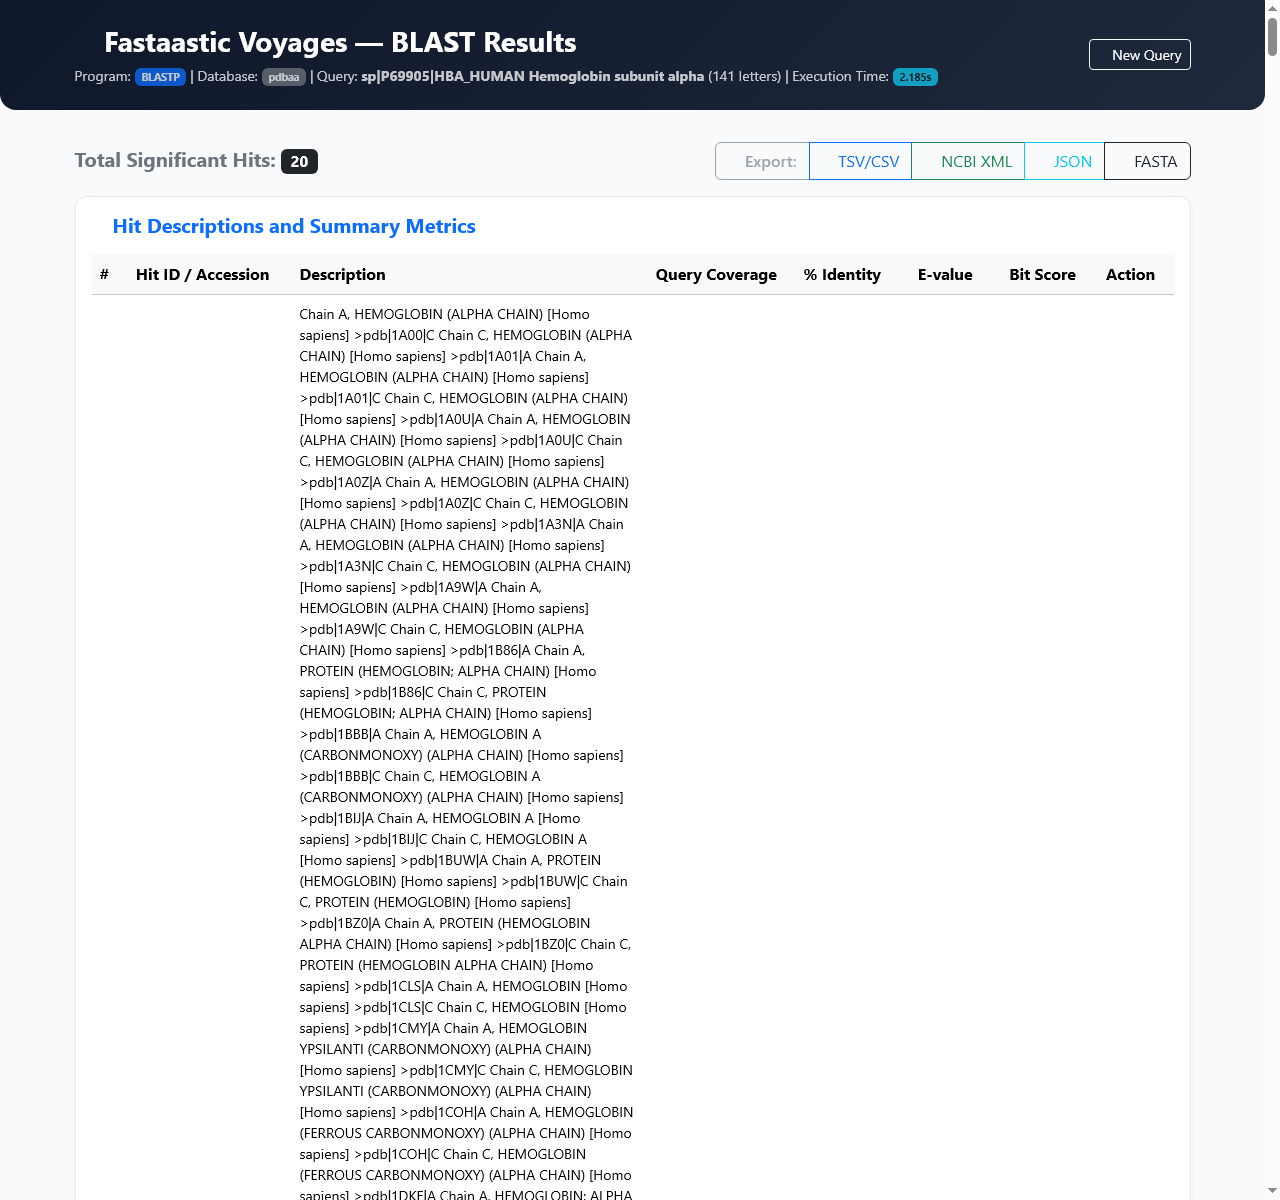 Fastaastic Voyages — BLAST Results
Program: BLASTP | Database: pdbaa | Query: sp|P69905|HBA_HUMAN Hemoglobin subunit alpha (141 letters) | Execution Time: 2.185s
New Query
Total Significant Hits: 20
Export: TSV/CSV NCBI XML JSON FASTA
Hit Descriptions and Summary Metrics
# Hit ID / Accession Description Query Coverage % Identity E-value Bit Score Action
Chain A, HEMOGLOBIN (ALPHA CHAIN) [Homo
sapiens] >pdb|1A00|C Chain C, HEMOGLOBIN (ALPHA
CHAIN) [Homo sapiens] >pdb|1A01|A Chain A,
HEMOGLOBIN (ALPHA CHAIN) [Homo sapiens]
>pdb|1A01|C Chain C, HEMOGLOBIN (ALPHA CHAIN)
[Homo sapiens] >pdb|1A0U|A Chain A, HEMOGLOBIN
(ALPHA CHAIN) [Homo sapiens] >pdb|1A0U|C Chain
C, HEMOGLOBIN (ALPHA CHAIN) [Homo sapiens]
>pdb|1A0Z|A Chain A, HEMOGLOBIN (ALPHA CHAIN)
[Homo sapiens] >pdb|1A0Z|C Chain C, HEMOGLOBIN
(ALPHA CHAIN) [Homo sapiens] >pdb|1A3N|A Chain
A, HEMOGLOBIN (ALPHA CHAIN) [Homo sapiens]
>pdb|1A3N|C Chain C, HEMOGLOBIN (ALPHA CHAIN)
[Homo sapiens] >pdb|1A9W|A Chain A,
HEMOGLOBIN (ALPHA CHAIN) [Homo sapiens]
>pdb|1A9W|C Chain C, HEMOGLOBIN (ALPHA
CHAIN) [Homo sapiens] >pdb|1B86|A Chain A,
PROTEIN (HEMOGLOBIN; ALPHA CHAIN) [Homo
sapiens] >pdb|1B86|C Chain C, PROTEIN
(HEMOGLOBIN; ALPHA CHAIN) [Homo sapiens]
>pdb|1BBB|A Chain A, HEMOGLOBIN A
(CARBONMONOXY) (ALPHA CHAIN) [Homo sapiens]
>pdb|1BBB|C Chain C, HEMOGLOBIN A
(CARBONMONOXY) (ALPHA CHAIN) [Homo sapiens]
>pdb|1BIJ|A Chain A, HEMOGLOBIN A [Homo
sapiens] >pdb|1BIJ|C Chain C, HEMOGLOBIN A
[Homo sapiens] >pdb|1BUW|A Chain A, PROTEIN
(HEMOGLOBIN) [Homo sapiens] >pdb|1BUW|C Chain
C, PROTEIN (HEMOGLOBIN) [Homo sapiens]
>pdb|1BZ0|A Chain A, PROTEIN (HEMOGLOBIN
ALPHA CHAIN) [Homo sapiens] >pdb|1BZ0|C Chain C,
PROTEIN (HEMOGLOBIN ALPHA CHAIN) [Homo
sapiens] >pdb|1CLS|A Chain A, HEMOGLOBIN [Homo
sapiens] >pdb|1CLS|C Chain C, HEMOGLOBIN [Homo
sapiens] >pdb|1CMY|A Chain A, HEMOGLOBIN
YPSILANTI (CARBONMONOXY) (ALPHA CHAIN)
[Homo sapiens] >pdb|1CMY|C Chain C, HEMOGLOBIN
YPSILANTI (CARBONMONOXY) (ALPHA CHAIN)
[Homo sapiens] >pdb|1COH|A Chain A, HEMOGLOBIN
(FERROUS CARBONMONOXY) (ALPHA CHAIN) [Homo
sapiens] >pdb|1COH|C Chain C, HEMOGLOBIN
(FERROUS CARBONMONOXY) (ALPHA CHAIN) [Homo
sapiens] >pdb|1DKE|A Chain A, HEMOGLOBIN; ALPHA